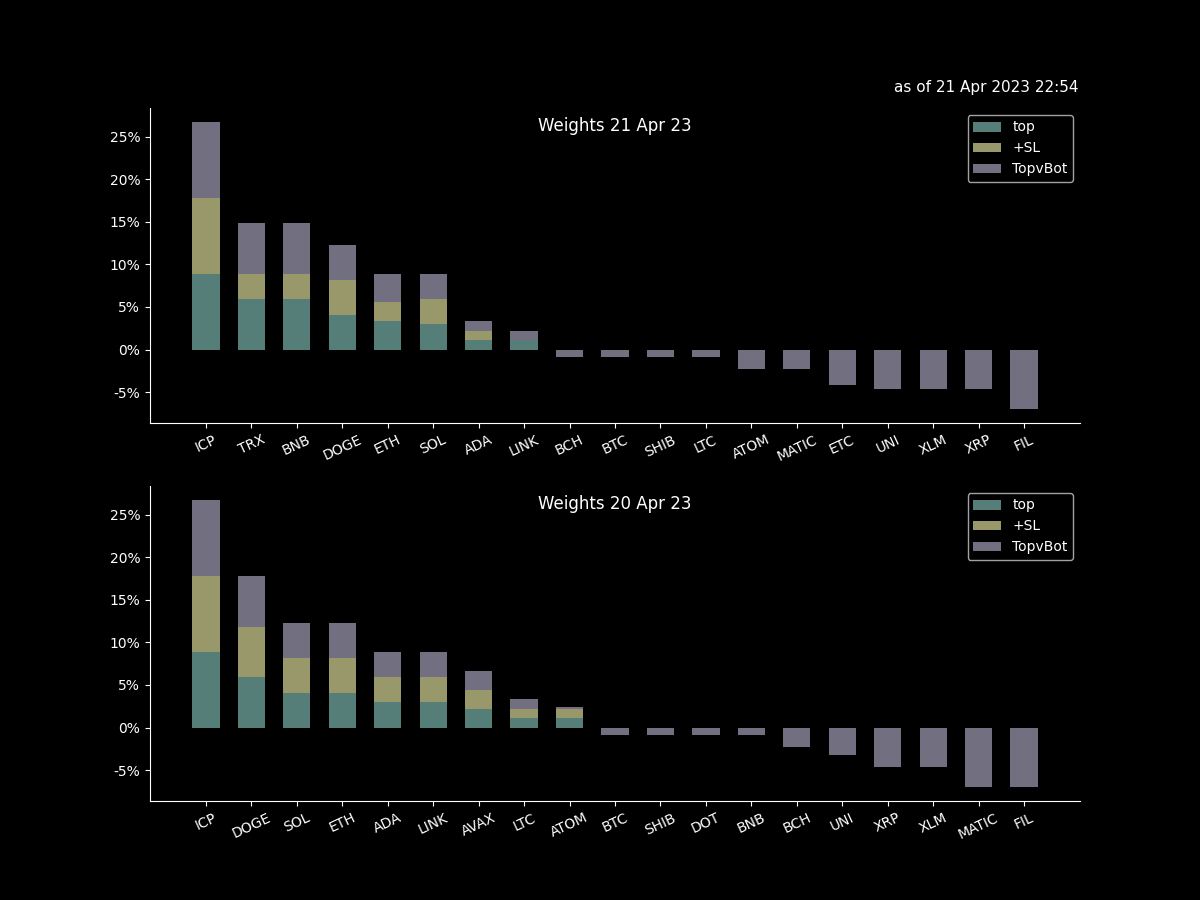 as of 21 Apr 2023 22:54
Weights 21 Apr 23
top
+SL
TopvBot
25%
20%
15%
10%
5%
0%
-5%
ICP TRX BNB DOGE ETH SOL ADA LINK BCH BTC SHIB LTC ATOM MATIC ETC UNI XLM XRP FIL
Weights 20 Apr 23
top
+SL
TopvBot
25%
20%
15%
10%
5%
0%
-5%
ICP DOGE SOL ETH ADA LINK AVAX LTC ATOM BTC SHIB DOT BNB BCH UNI XRP XLM MATIC FIL